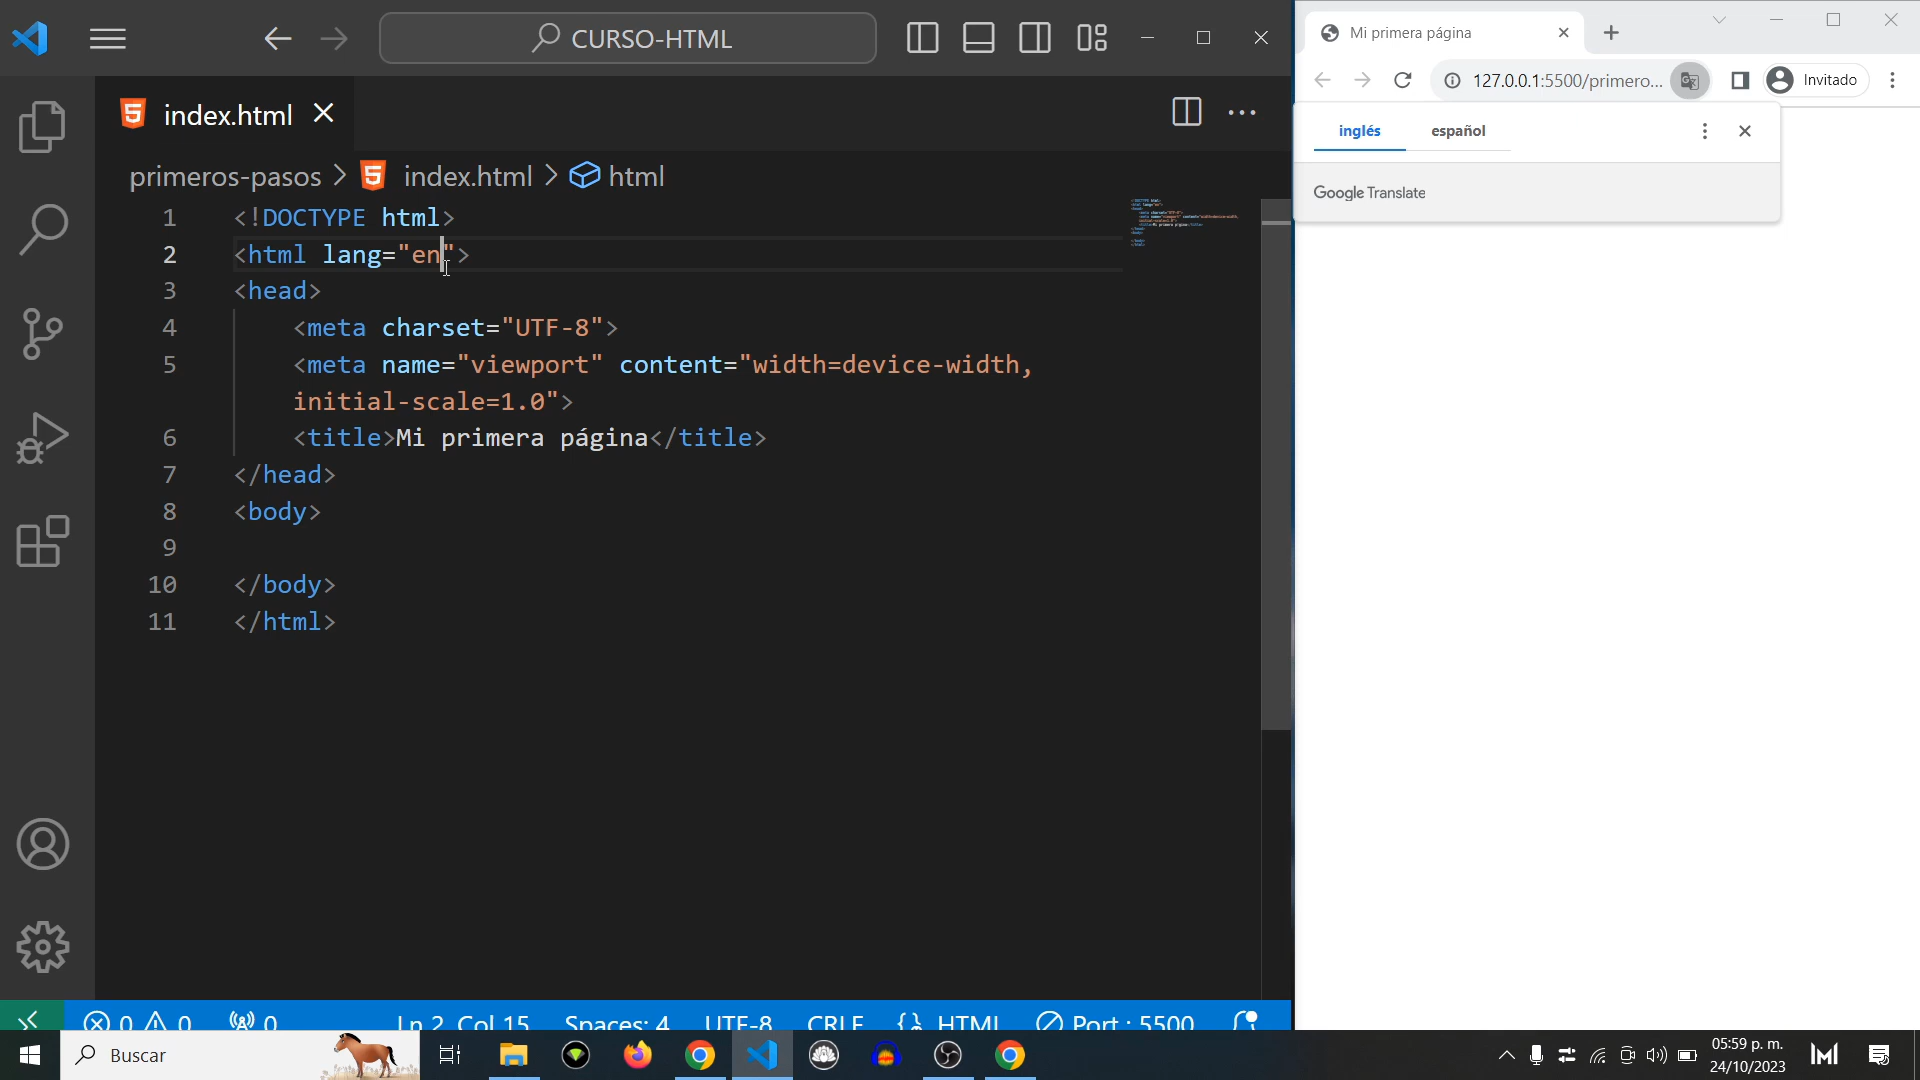 CURSO-HTML
index.html
primeros-pasos > index.html > html
1 <!DOCTYPE html>
2 <html lang="en">
3 <head>
4 <meta charset="UTF-8">
5 <meta name="viewport" content="width=device-width,
initial-scale=1.0">
6 <title>Mi primera página</title>
7 </head>
8 <body>
9
10 </body>
11 </html>
0 0 0 Ln 2, Col 15 Spaces: 4 UTF-8 CRLF {} HTML Port : 5500
Mi primera página
127.0.0.1:5500/primero...
Invitado
inglés español
Google Translate
Buscar
05:59 p. m.
24/10/2023